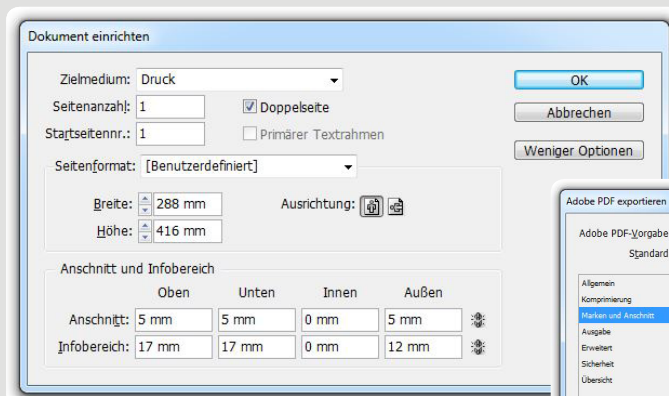 Dokument einrichten
Zielmedium: Druck
Seitenanzahl: 1
Doppelseite
Startseitennr.: 1
Primärer Textrahmen
Seitenformat: [Benutzerdefiniert]
Breite: 288 mm
Ausrichtung:
Höhe: 416 mm
Anschnitt und Infobereich
Oben Unten Innen Außen
Anschnitt: 5 mm 5 mm 0 mm 5 mm
Infobereich: 17 mm 17 mm 0 mm 12 mm
OK
Abbrechen
Weniger Optionen
Adobe PDF exportieren
Adobe PDF-Vorgabe
Standard
Allgemein
Komprimierung
Marken und Anschnitt
Ausgabe
Erweitert
Sicherheit
Übersicht